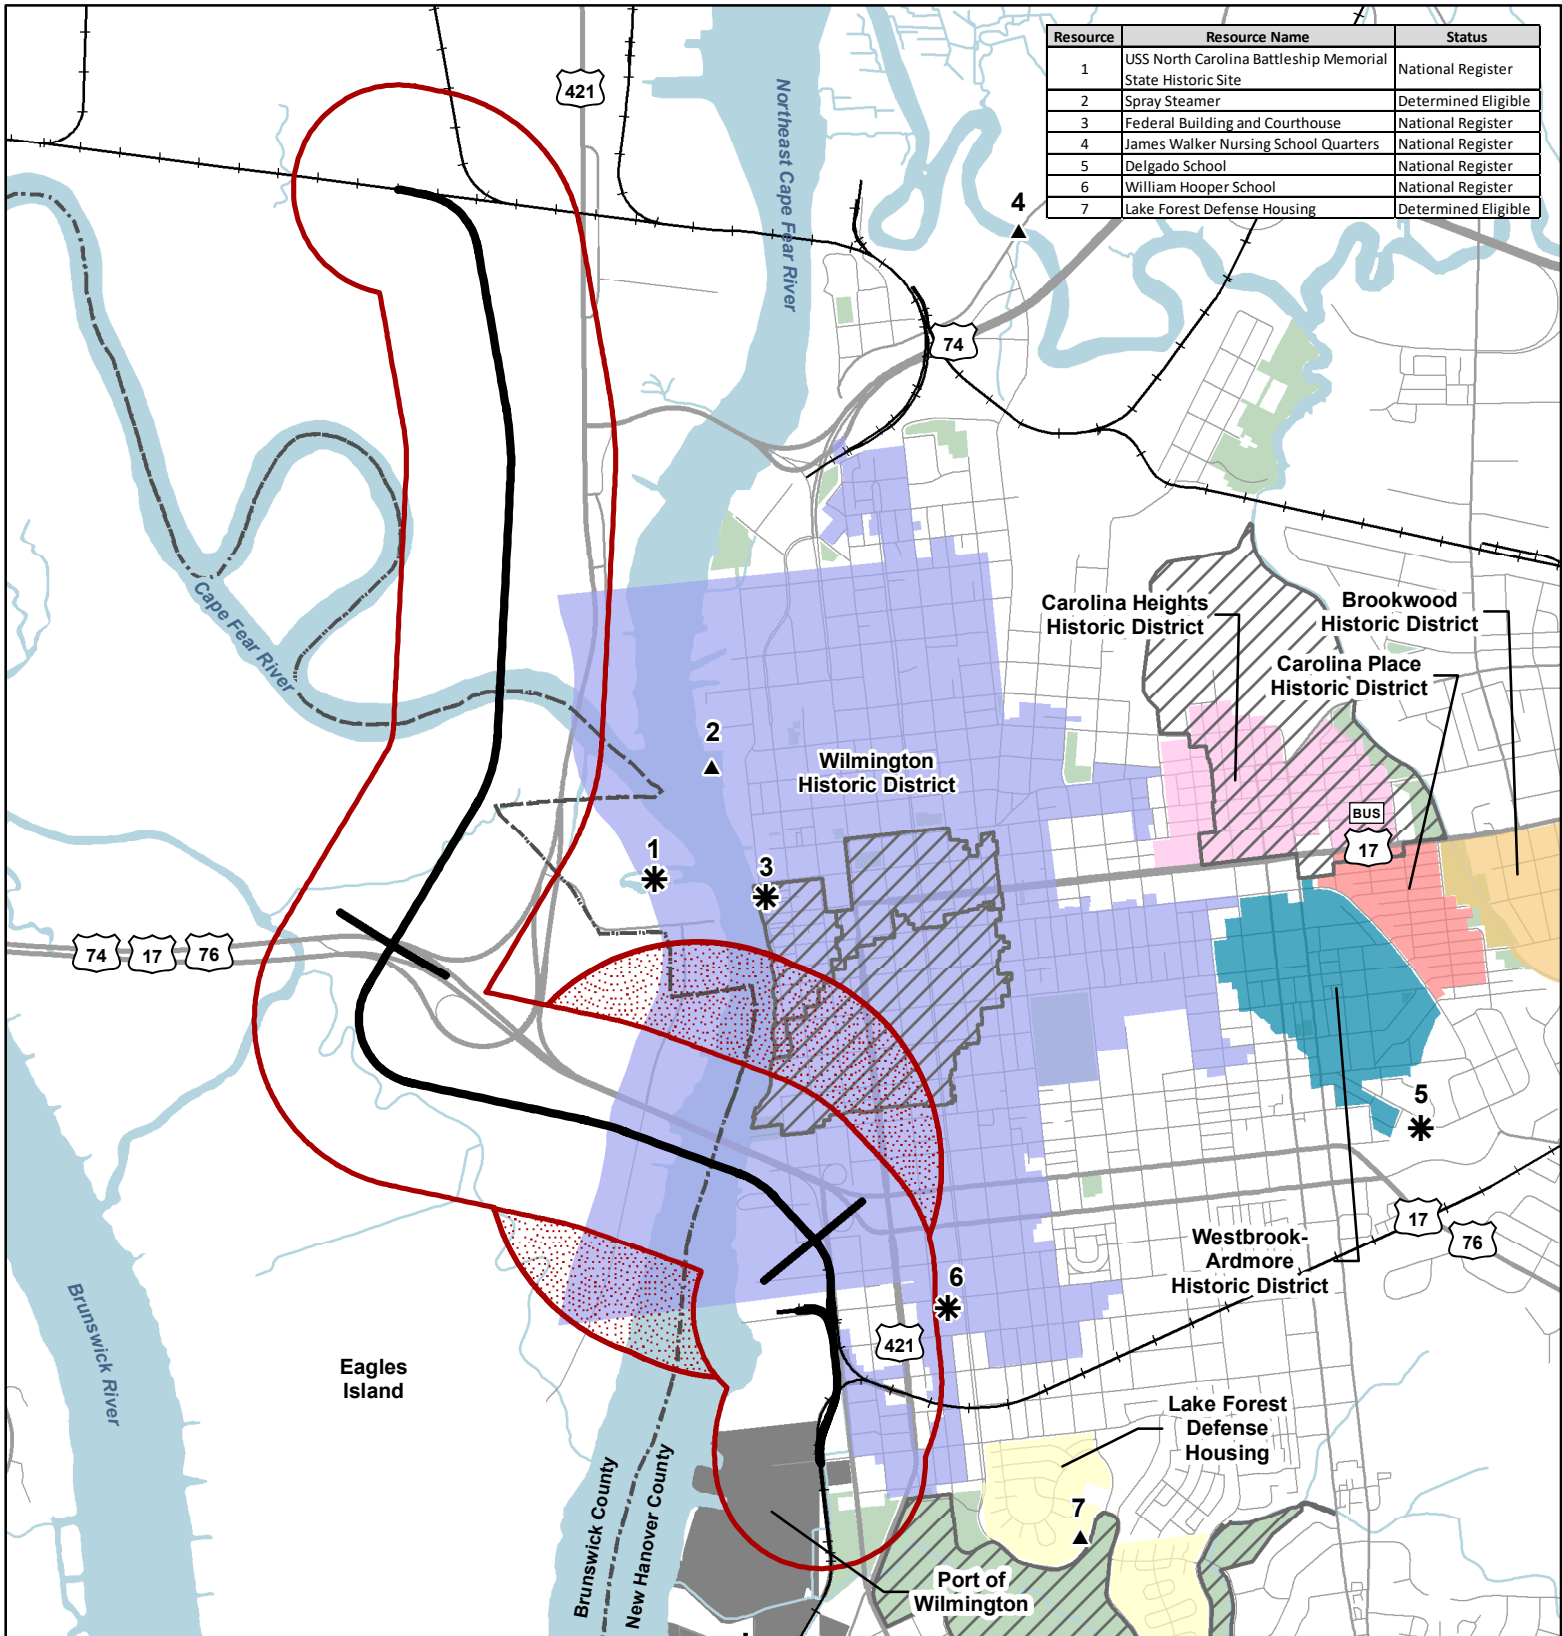 Resource Resource Name Status
1 USS North Carolina Battleship Memorial State Historic Site National Register
2 Spray Steamer Determined Eligible
3 Federal Building and Courthouse National Register
4 James Walker Nursing School Quarters National Register
5 Delgado School National Register
6 William Hooper School National Register
7 Lake Forest Defense Housing Determined Eligible
421
Northeast Cape Fear River
4
74
Cape Fear River
Carolina Heights
Historic District
Brookwood
Historic District
Carolina Place
Historic District
2
Wilmington
Historic District
BUS
17
1
3
74
17
76
5
17
76
Westbrook-
Ardmore
Historic District
6
421
Brunswick River
Eagles
Island
Lake Forest
Defense
Housing
7
Brunswick County
New Hanover County
Port of
Wilmington